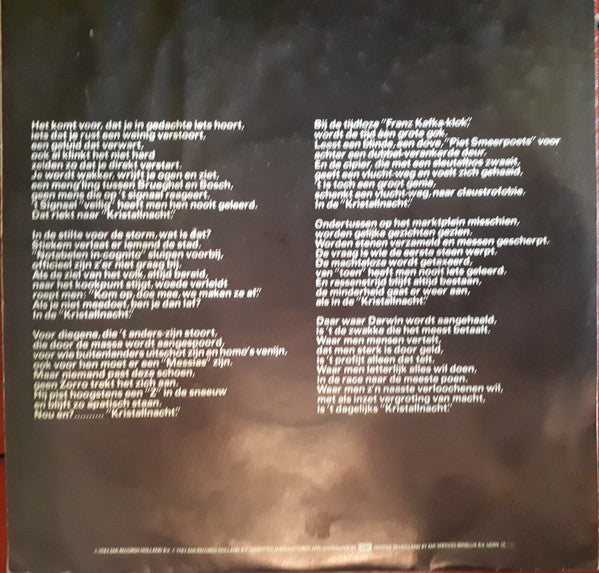 Het komt voor, dat je in gedachte iets hoort,
iets dat je rust een weinig verstoort,
een geluid dat verwart,
ook al klinkt het niet hard
zelden zo dat je direkt verstart.
Je wordt wakker, wrijft je ogen en ziet,
een meng'ling tussen Brueghel en Bosch,
geen mens die op 't signaal reageert,
't Signaal "Veilig" heeft men hen nooit geleerd,
Dat riekt naar "Kristallnacht".
In de stilte voor de storm, wat is dat?
Stiekem verlaat er iemand de stad,
"Notabelen in cognito" sluipen voorbij,
officieel zijn z'er niet graag bij.
Als de massa van het volk, altijd bereid,
naar het kookpunt stijgt, woede verleidt
roept men: "Kom op, doe mee, we maken ze af."
Als je niet meedoet, ben je dan laf?
In de "Kristallnacht".
Voor diegene, die 't anders-zijn stoort,
die door de massa wordt aangespoord,
voor wie buitenlanders uitschot zijn en homo's venijn,
ook voor hen moet er een "Messias" zijn.
Maar niemand past deze schoen,
geen Zorro trekt het zich aan.
Hij piet hoogstens een "Z" in de sneeuw
en blijft zo apetisch staan,
Nou en?.......... "Kristallnacht".
Bij de tijdloze "Franz Kafka-klok",
wordt de tijd één grote gok.
Leest een blinde, een dove, "Piet Smeerpoets" voor
achter een dubbel-verankerde deur.
En de cipier, die met een sleutelbos zwaait,
geeft een vlucht-weg en voelt zich gehaaid,
't is toch een groot genie,
schenkt een vlucht-weg, naar claustrofobie.
In de "Kristallnacht".
Ondertussen op het marktplein misschien,
worden gelijke gezichten gezien.
Worden stenen verzameld en messen gescherpt.
De vraag is wie de eerste steen werpt.
De machteloze wordt gelasterd,
van "toen" heeft men nooit iets geleerd,
En rassenstrijd blijft altijd bestaan,
de minderheid gaat er weer aan,
als in de "Kristallnacht".
Daar waar Darwin wordt aangehaald,
is 't de zwakke die het meest betaalt.
Waar men mensen vertelt,
dat men sterk is door geld,
is 't profijt alleen dat telt.
Waar men letterlijk alles wil doen,
in de race naar de meeste poen.
Waar men z'n naaste verloochenen wil,
met als inzet vergroting van macht,
is 't dagelijks "Kristallnacht".